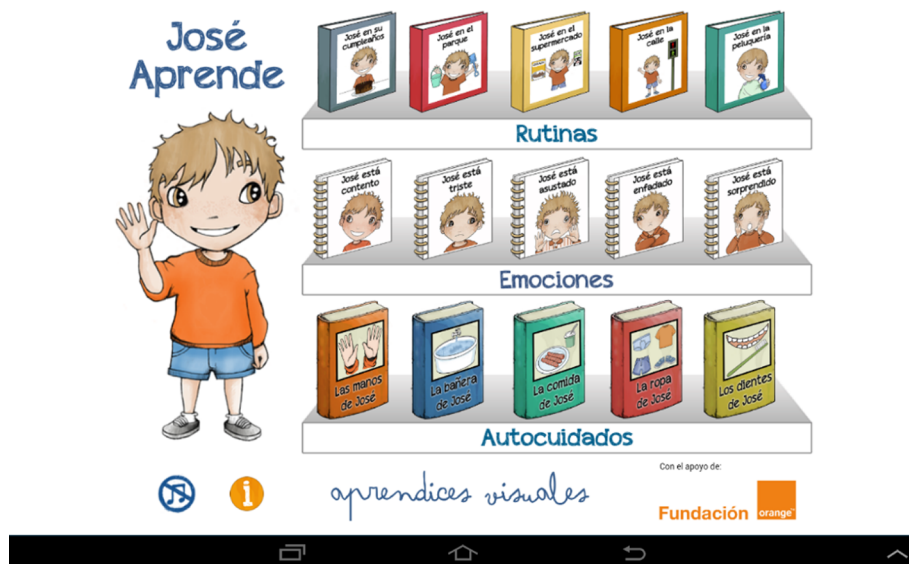 José
Aprende
José en su
cumpleaños
José en el
parque
José en el
supermercado
José en la
calle
José en la
peluquería
Rutinas
José está
contento
José está
triste
José está
asustado
José está
enfadado
José está
sorprendido
Emociones
Las manos
de José
La bañera
de José
La comida
de José
La ropa
de José
Los dientes
de José
Autocuidados
i
aprendices visuales
Con el apoyo de:
Fundación
orange™